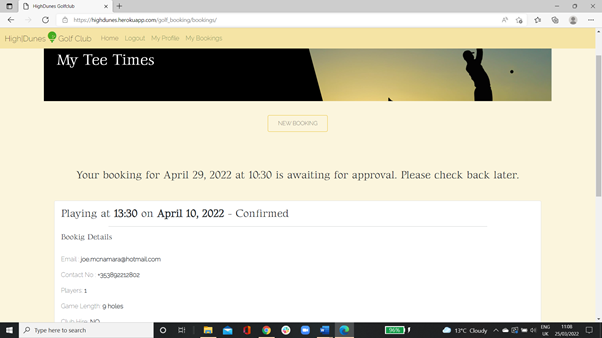 HighDunes Golfclub
https://highdunes.herokuapp.com/golf_booking/bookings/
High|Dunes Golf Club Home Logout My Profile My Bookings
My Tee Times
NEW BOOKING
Your booking for April 29, 2022 at 10:30 is awaiting for approval. Please check back later.
Playing at 13:30 on April 10, 2022 - Confirmed
Bookig Details
Email : joe.mcnamara@hotmail.com
Contact No.: +353892212802
Players: 1
Game Length: 9 holes
Club Hire: NO
Type here to search
96%
13°C Cloudy
ENG
UK
11:08
25/03/2022